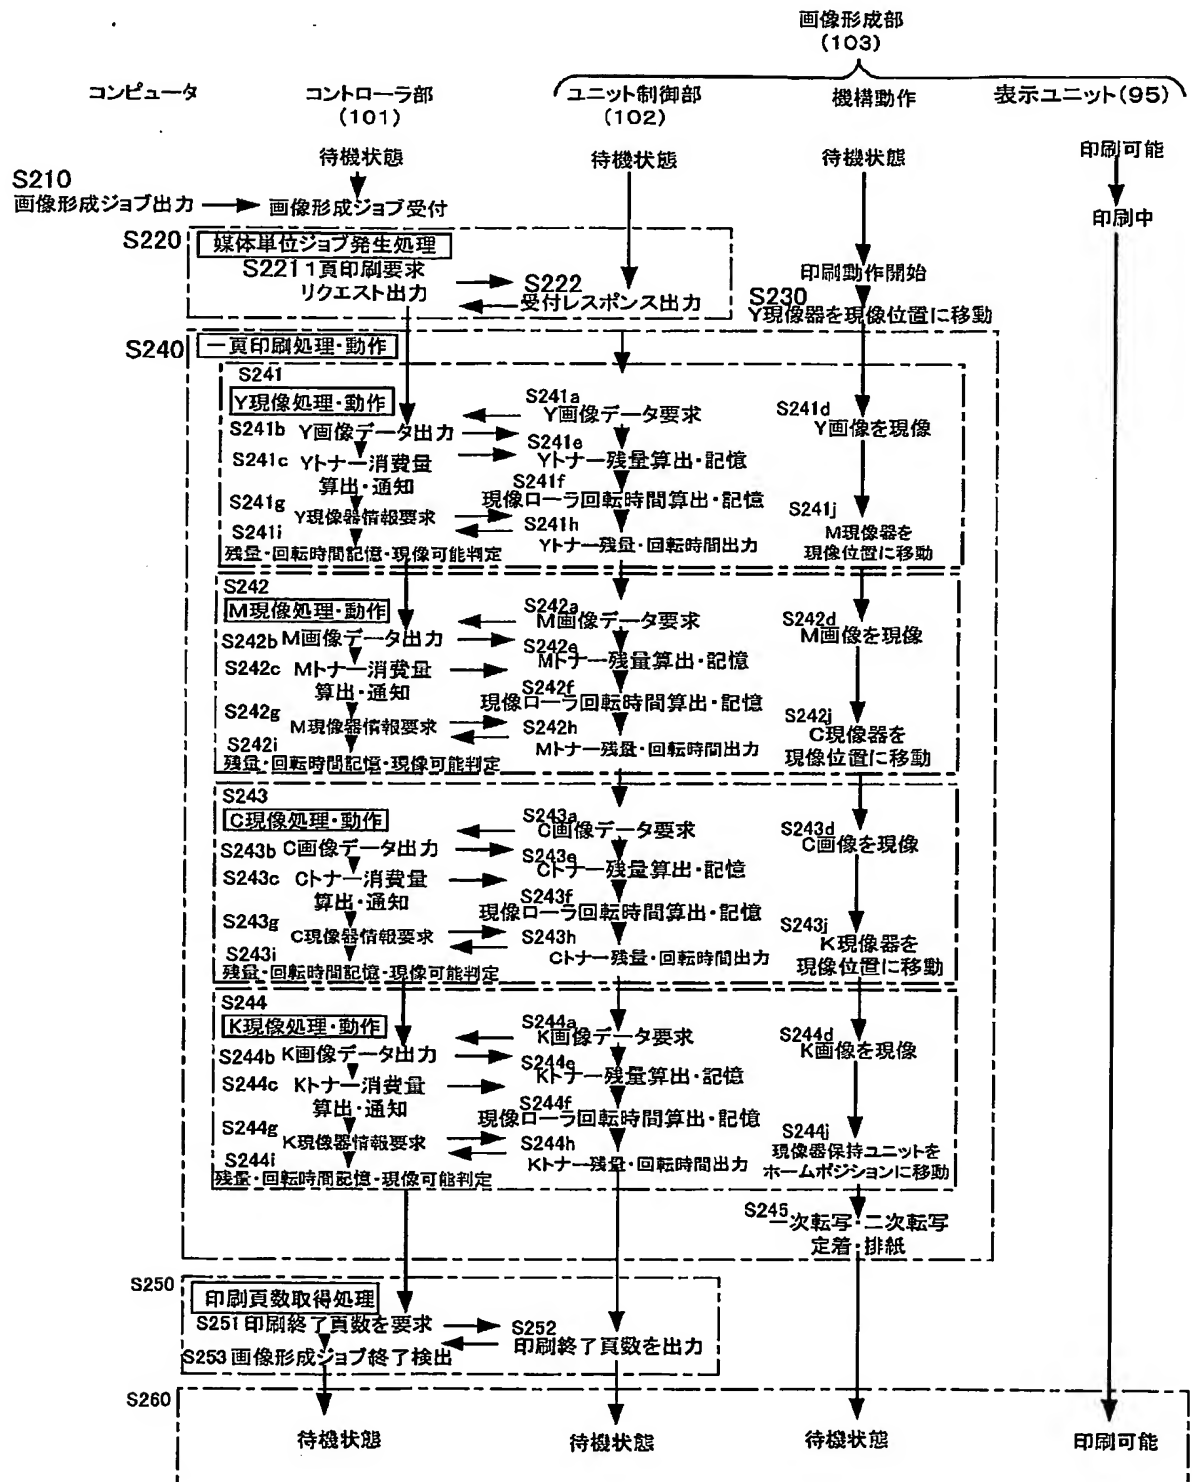 画像形成部
(103)
コンピュータ
コントローラ部
(101)
ユニット制御部
(102)
機構動作
表示ユニット(95)
待機状態
待機状態
待機状態
印刷可能
S210
画像形成ジョブ出力
画像形成ジョブ受付
印刷中
S220
媒体単位ジョブ発生処理
S221 1頁印刷要求
リクエスト出力
S222
受付レスポンス出力
印刷動作開始
S230
Y現像器を現像位置に移動
S240
一頁印刷処理・動作
S241
Y現像処理・動作
S241a
Y画像データ要求
S241b Y画像データ出力
S241c Yトナー消費量
算出・通知
S241d
Y画像を現像
S241e
Yトナー残量算出・記憶
S241f
現像ローラ回転時間算出・記憶
S241g
Y現像器情報要求
S241h
Yトナー残量・回転時間出力
S241i
残量・回転時間記憶・現像可能判定
S241j
M現像器を
現像位置に移動
S242
M現像処理・動作
S242a
M画像データ要求
S242b M画像データ出力
S242c Mトナー消費量
算出・通知
S242d
M画像を現像
S242e
Mトナー残量算出・記憶
S242f
現像ローラ回転時間算出・記憶
S242g
M現像器情報要求
S242h
Mトナー残量・回転時間出力
S242i
残量・回転時間記憶・現像可能判定
S242j
C現像器を
現像位置に移動
S243
C現像処理・動作
S243a
C画像データ要求
S243b C画像データ出力
S243c Cトナー消費量
算出・通知
S243d
C画像を現像
S243e
Cトナー残量算出・記憶
S243f
現像ローラ回転時間算出・記憶
S243g
C現像器情報要求
S243h
Cトナー残量・回転時間出力
S243i
残量・回転時間記憶・現像可能判定
S243j
K現像器を
現像位置に移動
S244
K現像処理・動作
S244a
K画像データ要求
S244b K画像データ出力
S244c Kトナー消費量
算出・通知
S244d
K画像を現像
S244e
Kトナー残量算出・記憶
S244f
現像ローラ回転時間算出・記憶
S244g
K現像器情報要求
S244h
Kトナー残量・回転時間出力
S244i
残量・回転時間記憶・現像可能判定
S244j
現像器保持ユニットを
ホームポジションに移動
S245 一次転写・二次転写
定着・排紙
S250
印刷頁数取得処理
S251 印刷終了頁数を要求
S252
印刷終了頁数を出力
S253 画像形成ジョブ終了検出
S260
待機状態
待機状態
待機状態
印刷可能